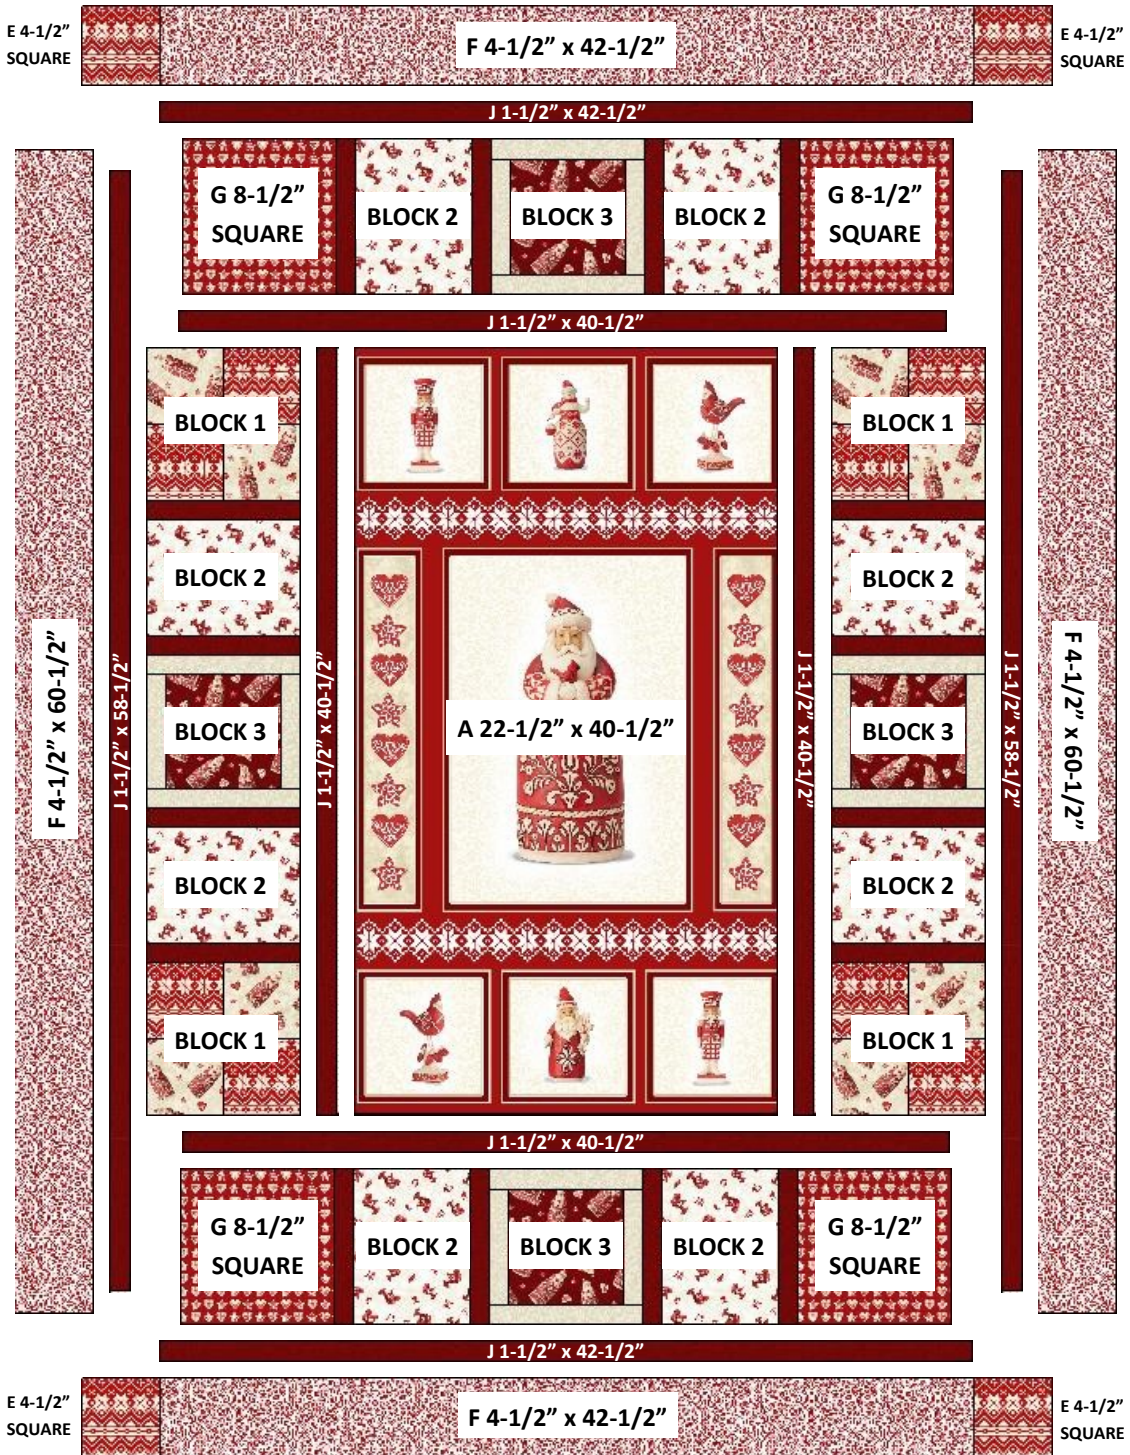 E 4-1/2”
SQUARE
F 4-1/2” x 42-1/2”
E 4-1/2”
SQUARE
J 1-1/2” x 42-1/2”
G 8-1/2”
SQUARE
BLOCK 2
BLOCK 3
BLOCK 2
G 8-1/2”
SQUARE
J 1-1/2” x 40-1/2”
F 4-1/2” x 60-1/2”
J 1-1/2” x 58-1/2”
BLOCK 1
BLOCK 2
BLOCK 3
BLOCK 2
BLOCK 1
J 1-1/2” x 40-1/2”
A 22-1/2” x 40-1/2”
J 1-1/2” x 40-1/2”
BLOCK 1
BLOCK 2
BLOCK 3
BLOCK 2
BLOCK 1
J 1-1/2” x 58-1/2”
F 4-1/2” x 60-1/2”
J 1-1/2” x 40-1/2”
G 8-1/2”
SQUARE
BLOCK 2
BLOCK 3
BLOCK 2
G 8-1/2”
SQUARE
J 1-1/2” x 42-1/2”
E 4-1/2”
SQUARE
F 4-1/2” x 42-1/2”
E 4-1/2”
SQUARE